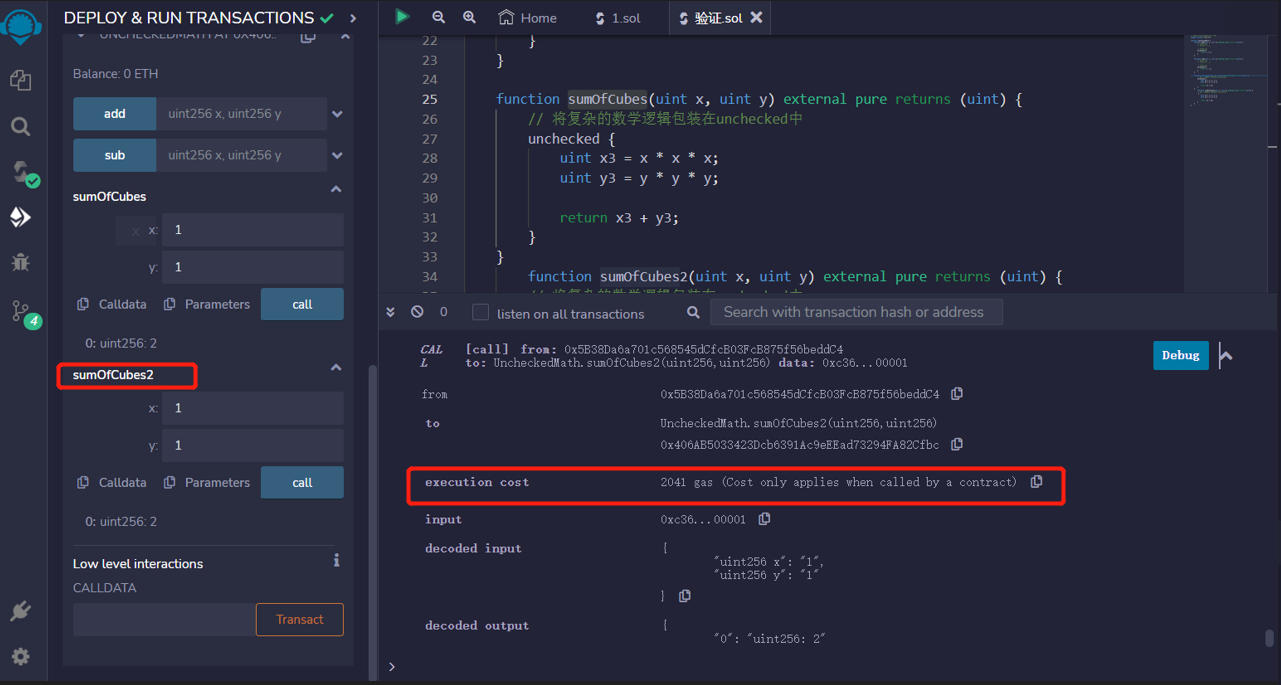 DEPLOY & RUN TRANSACTIONS
UNCHECKEDMATH AT 0X406...
Balance: 0 ETH
add uint256 x, uint256 y
sub uint256 x, uint256 y
sumOfCubes
x x: 1
y: 1
Calldata Parameters call
0: uint256: 2
sumOfCubes2
x: 1
y: 1
Calldata Parameters call
0: uint256: 2
Low level interactions i
CALLDATA
Transact
4
Home 1.sol 验证.sol
22 }
23 }
24
25 function sumOfCubes(uint x, uint y) external pure returns (uint) {
26 // 将复杂的数学逻辑包装在unchecked中
27 unchecked {
28 uint x3 = x * x * x;
29 uint y3 = y * y * y;
30
31 return x3 + y3;
32 }
33 }
34 function sumOfCubes2(uint x, uint y) external pure returns (uint) {
0 listen on all transactions Search with transaction hash or address
CAL [call] from: 0x5B38Da6a701c568545dCfcB03FcB875f56beddC4
L to: UncheckedMath.sumOfCubes2(uint256,uint256) data: 0xc36...00001
Debug
from 0x5B38Da6a701c568545dCfcB03FcB875f56beddC4
to UncheckedMath.sumOfCubes2(uint256,uint256)
0x406AB5033423Dcb6391Ac9eEEad73294FA82Cfbc
execution cost 2041 gas (Cost only applies when called by a contract)
input 0xc36...00001
decoded input {
"uint256 x": "1",
"uint256 y": "1"
}
decoded output {
"0": "uint256: 2"
>